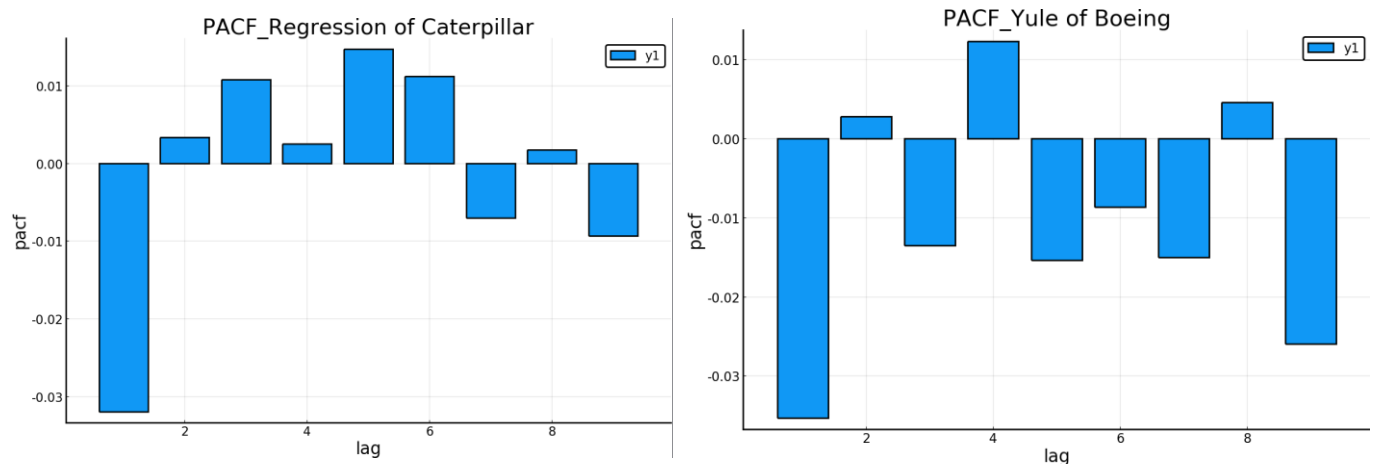 PACF_Regression of Caterpillar
y1
0.01
0.00
-0.01
-0.02
-0.03
pacf
2
4
6
8
lag
PACF_Yule of Boeing
y1
0.01
0.00
-0.01
-0.02
-0.03
pacf
2
4
6
8
lag